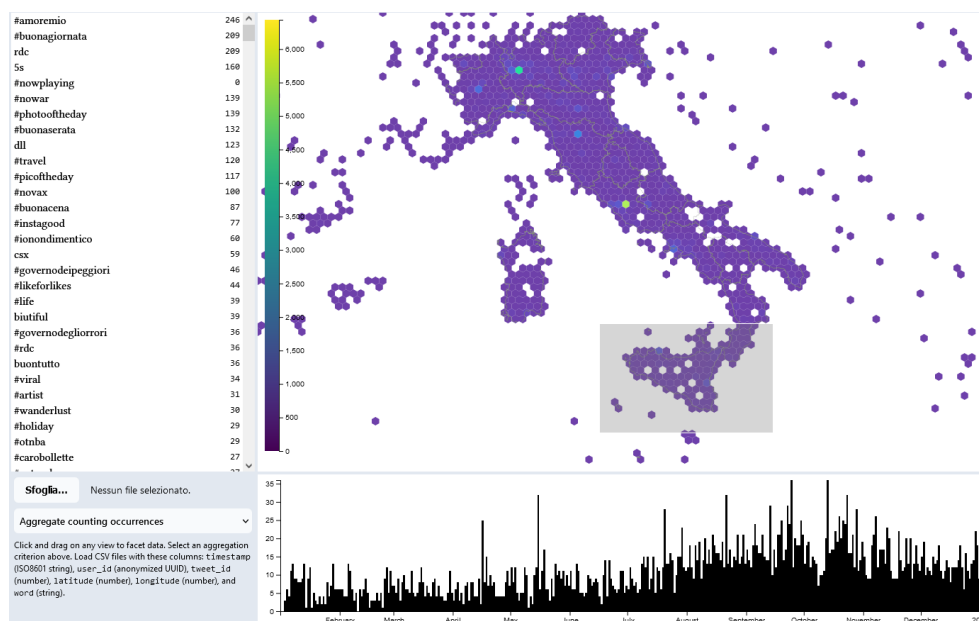 #amoremio 246
#buonagiornata 209
rdc 209
5s 160
#nowplaying 0
#nowar 139
#photooftheday 139
#buonaserata 132
dll 123
#travel 120
#picoftheday 117
#novax 100
#buonacena 87
#instagood 77
#ionondimentico 60
csx 59
#governodeipeggiori 46
#likeforlikes 44
#life 39
biutiful 39
#governodegliorrori 36
#rdc 36
buontutto 36
#viral 34
#artist 31
#wanderlust 30
#holiday 29
#otnba 29
#carobollette 27
27
6,000
5,500
5,000
4,500
4,000
3,500
3,000
2,500
2,000
1,500
1,000
500
0
Sfoglia... Nessun file selezionato.
Aggregate counting occurrences
Click and drag on any view to facet data. Select an aggregation
criterion above. Load CSV files with these columns: timestamp
(ISO8601 string), user_id (anonymized UUID), tweet_id
(number), latitude (number), longitude (number), and
word (string).
35
30
25
20
15
10
5
0
February March April May June July August September October November December